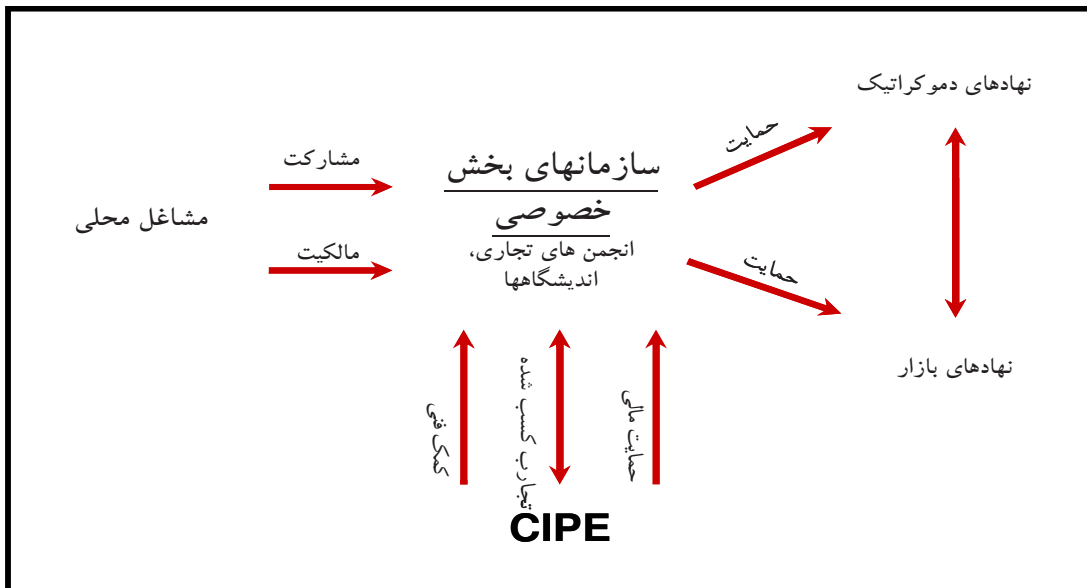 نهادهای دموکراتیک
حمایت
سازمانهای بخش
خصوصی
انجمن های تجاری،
اندیشگاهها
مشارکت
مشاغل محلی
مالکیت
حمایت
نهادهای بازار
حمایت مالی
تجارب کسب شده
کمک فنی
CIPE